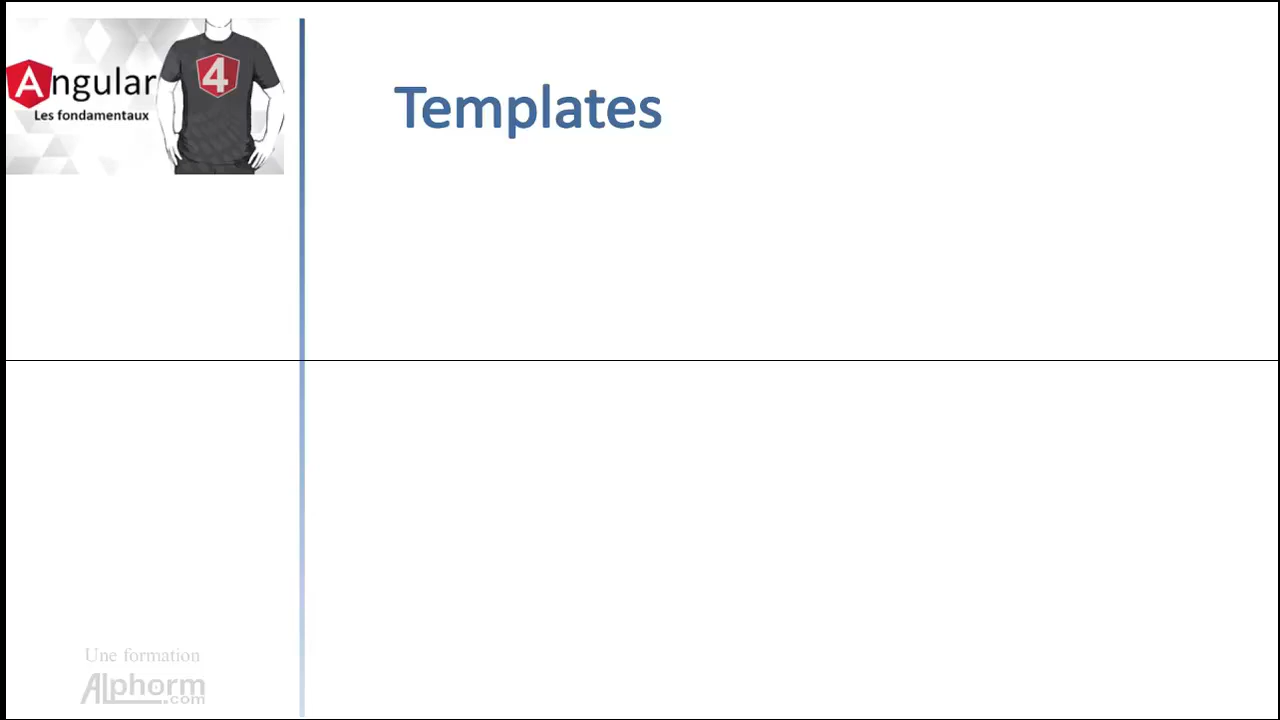 Angular
4
Les fondamentaux
Templates
Une formation
Alphorm
.com